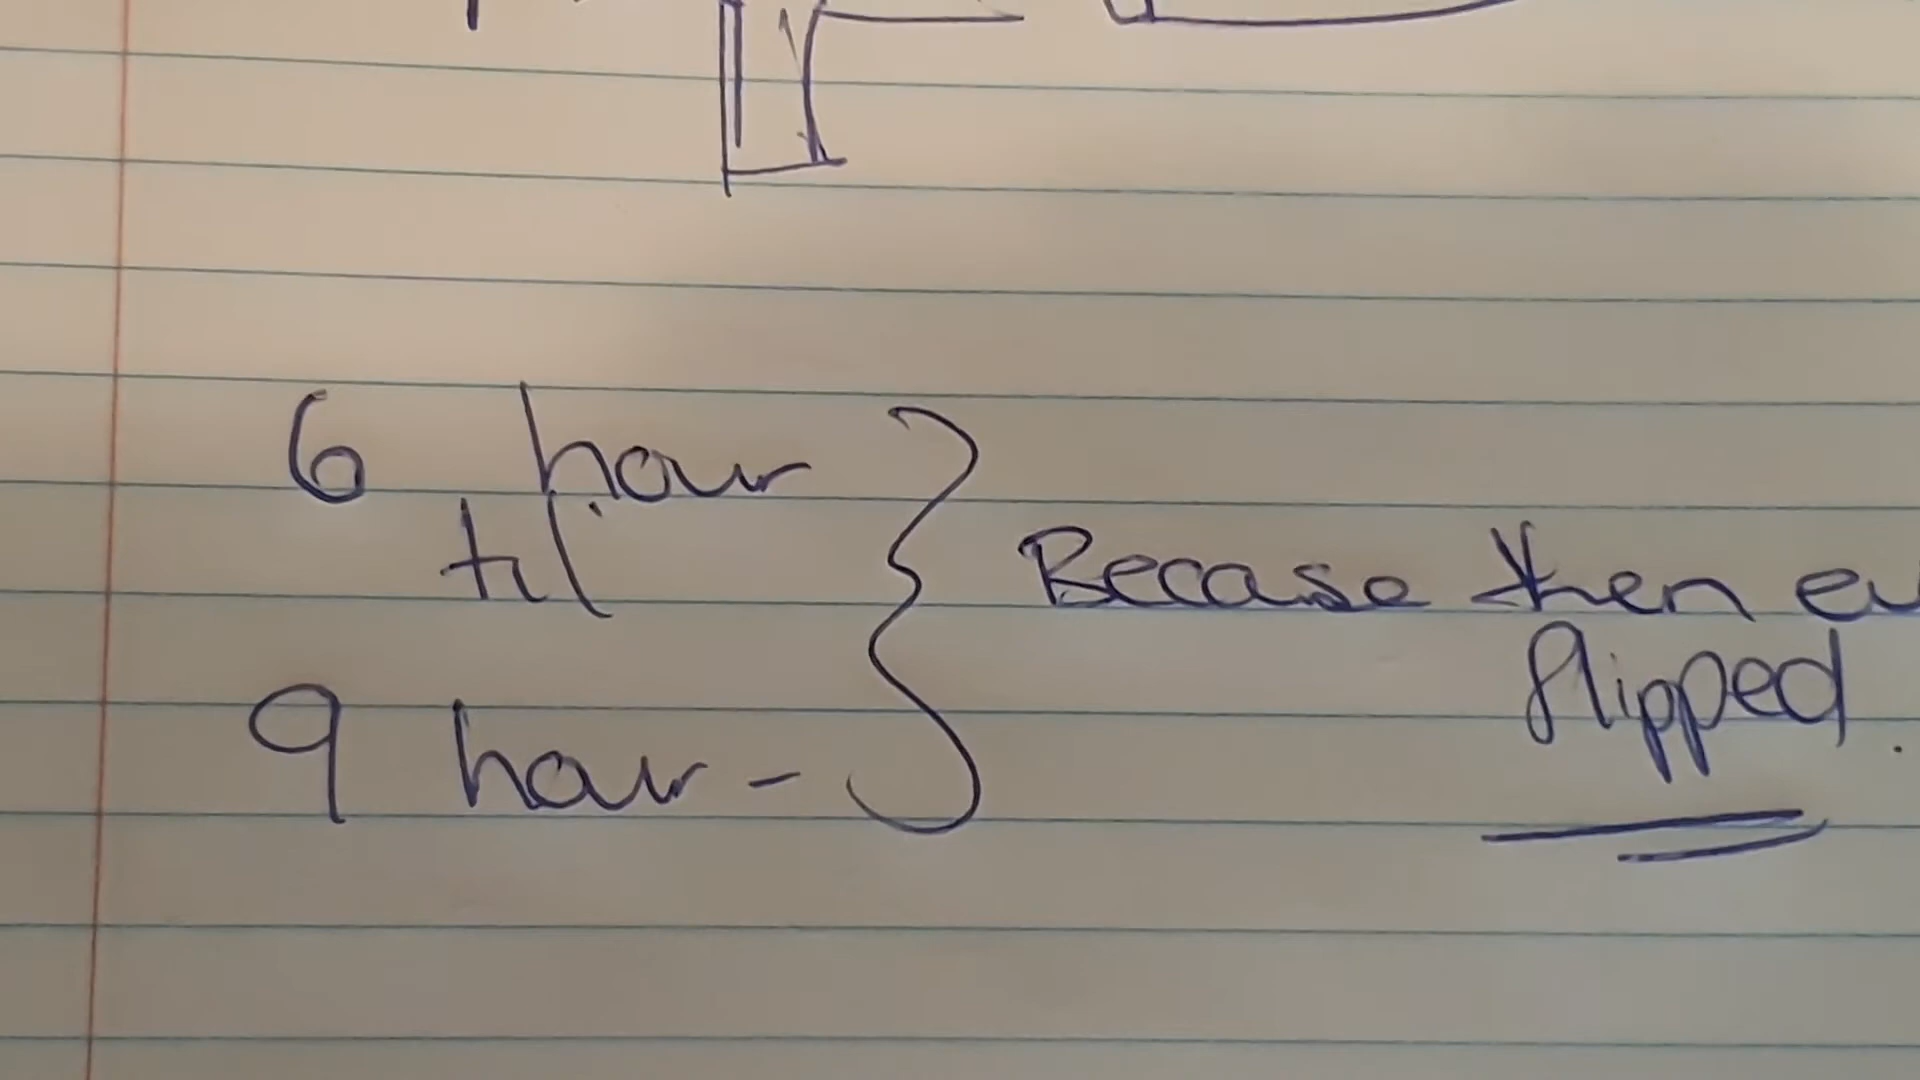 6 hour
til
9 hour -
Becase then
flipped.